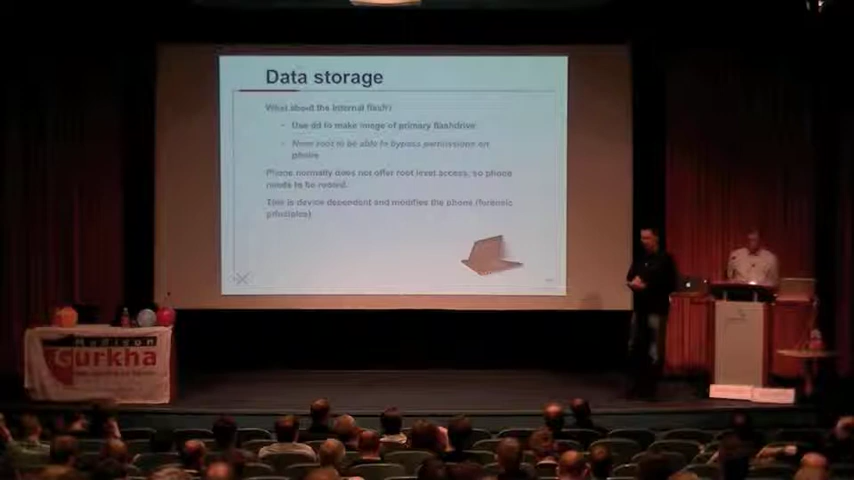 Data storage
What about the internal flash?
- Use dd to make image of primary flashdrive
- Need root to be able to bypass permissions on
phone
Phone normally does not offer root level access, so phone
needs to be rooted.
This is device dependent and modifies the phone (forensic
principles)
Madison
Gurkha